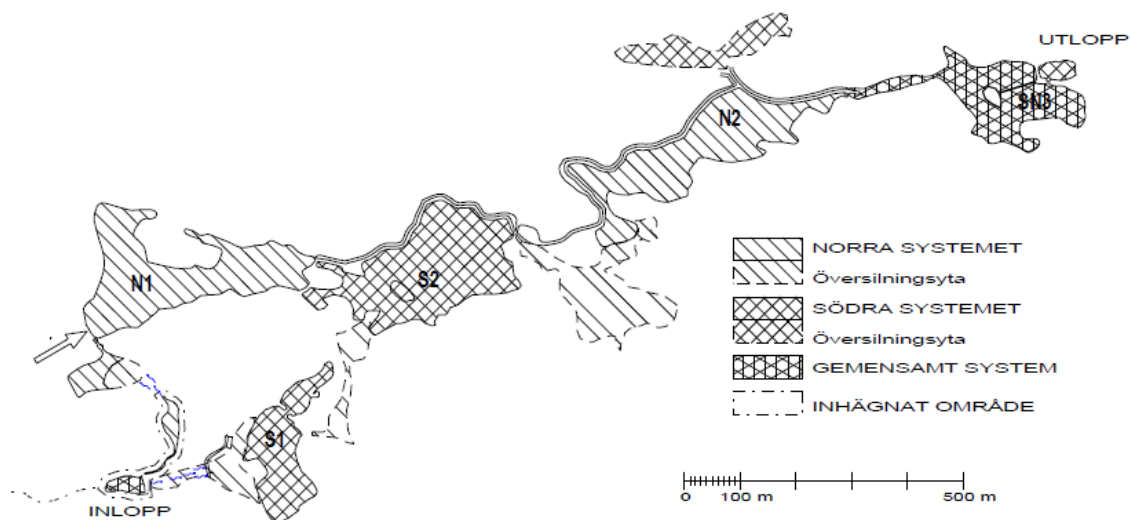 UTLOPP
SN3
N2
N1
S2
S1
INLOPP
NORRA SYSTEMET
Översilningsyta
SÖDRA SYSTEMET
Översilningsyta
GEMENSAMT SYSTEM
INHÄGNAT OMRÅDE
0 100 m 500 m